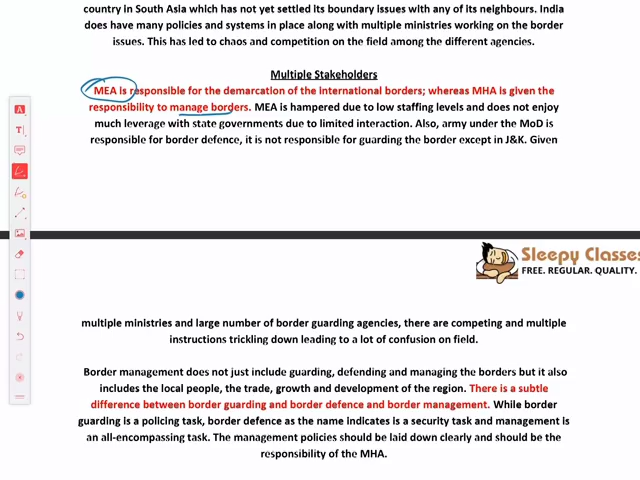 country in South Asia which has not yet settled its boundary issues with any of its neighbours. India
does have many policies and systems in place along with multiple ministries working on the border
issues. This has led to chaos and competition on the field among the different agencies.
Multiple Stakeholders
MEA is responsible for the demarcation of the international borders; whereas MHA is given the
responsibility to manage borders. MEA is hampered due to low staffing levels and does not enjoy
much leverage with state governments due to limited interaction. Also, army under the MoD is
responsible for border defence, it is not responsible for guarding the border except in J&K. Given
Sleepy Classes
FREE. REGULAR. QUALITY.
multiple ministries and large number of border guarding agencies, there are competing and multiple
instructions trickling down leading to a lot of confusion on field.
Border management does not just include guarding, defending and managing the borders but it also
includes the local people, the trade, growth and development of the region. There is a subtle
difference between border guarding and border defence and border management. While border
guarding is a policing task, border defence as the name indicates is a security task and management is
an all-encompassing task. The management policies should be laid down clearly and should be the
responsibility of the MHA.